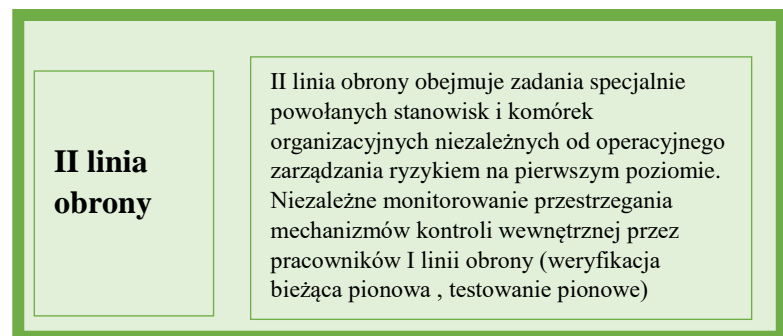 II linia
obrony
II linia obrony obejmuje zadania specjalnie
powołanych stanowisk i komórek
organizacyjnych niezależnych od operacyjnego
zarządzania ryzykiem na pierwszym poziomie.
Niezależne monitorowanie przestrzegania
mechanizmów kontroli wewnętrznej przez
pracowników I linii obrony (weryfikacja
bieżąca pionowa , testowanie pionowe)